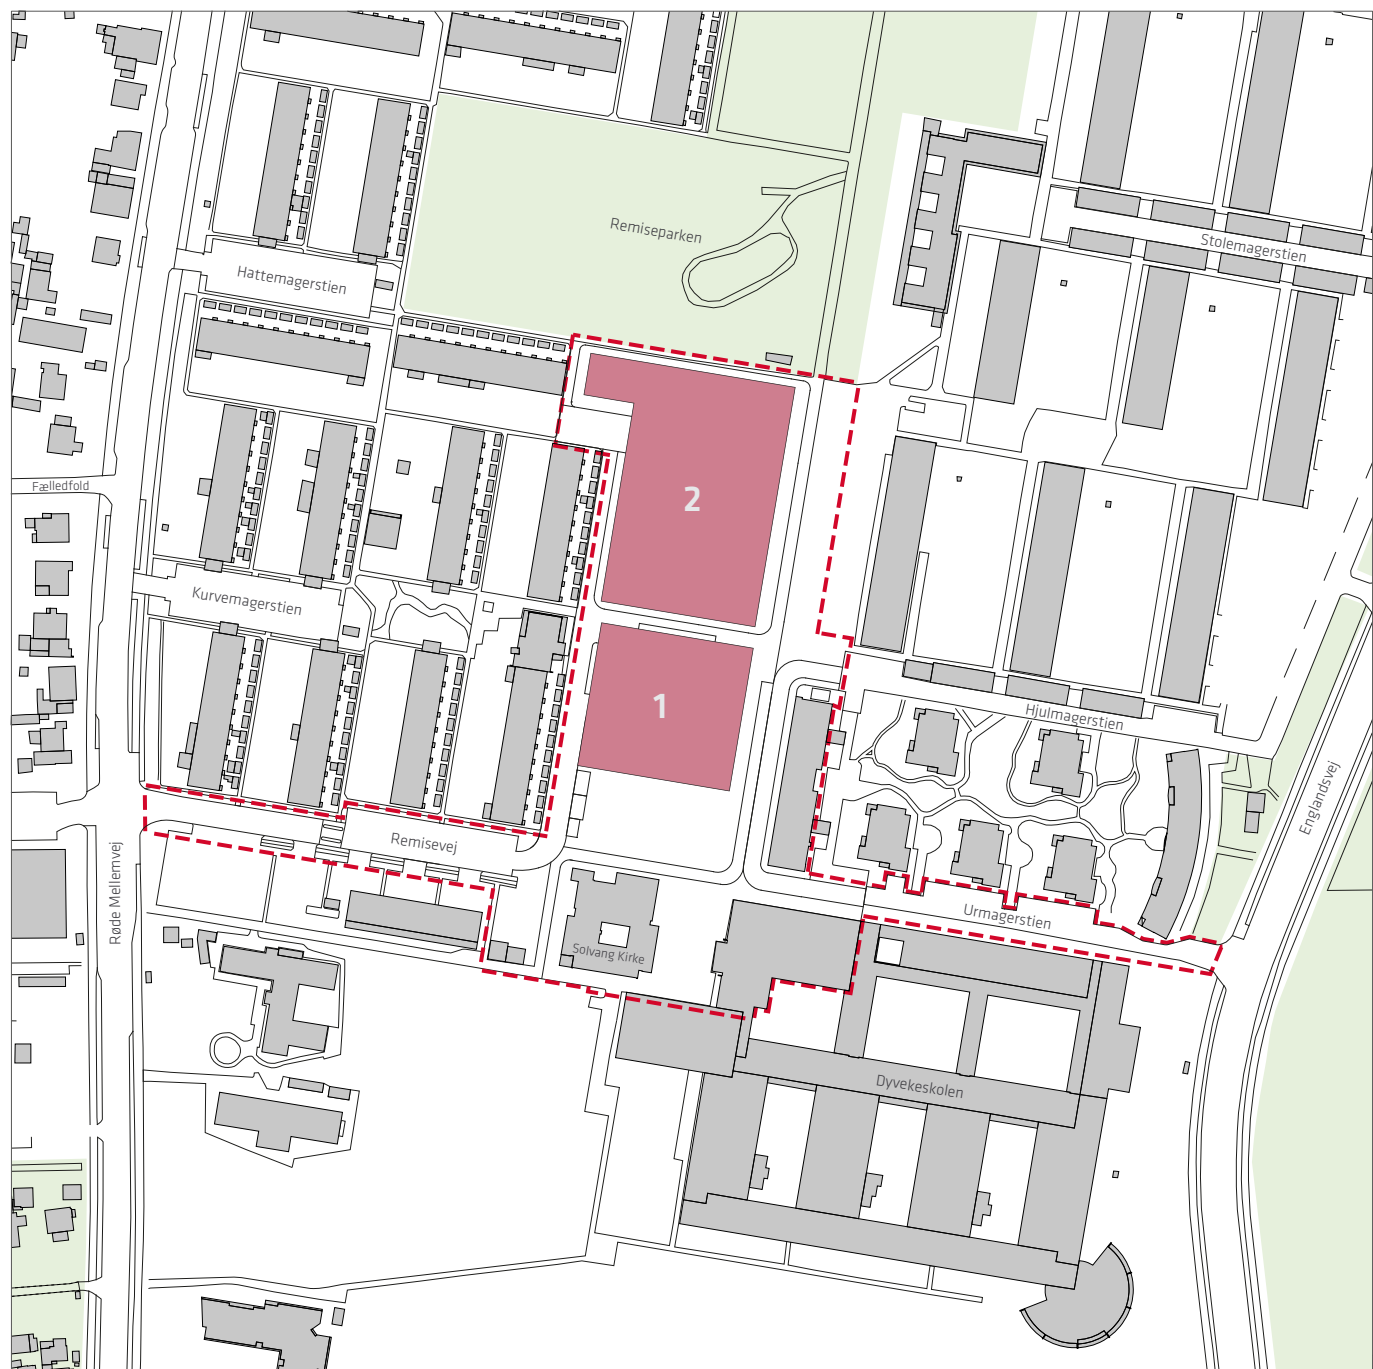 Remiseparken
Stolemagerstien
Hattemagerstien
Fælledfold
2
Kurvemagerstien
1
Hjulmagerstien
Englandsvej
Remisevej
Røde Mellemvej
Urmagerstien
Solvang Kirke
Dyvekeskolen